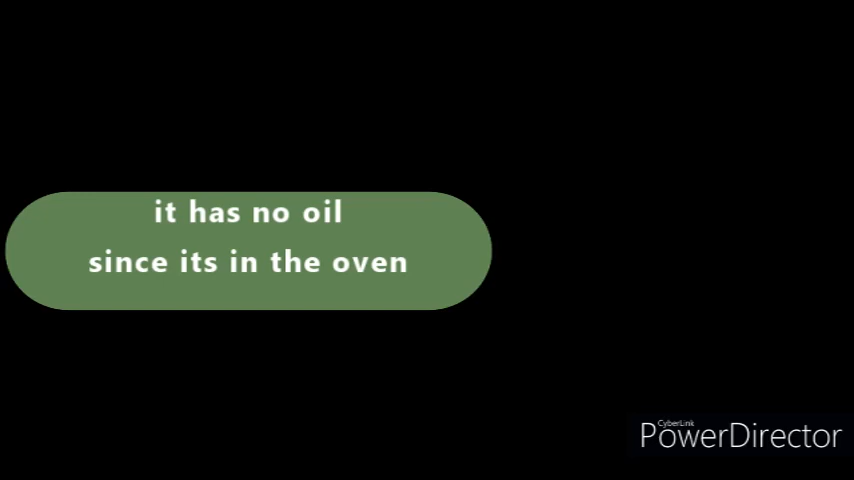 it has no oil
since its in the oven
CyberLink
PowerDirector